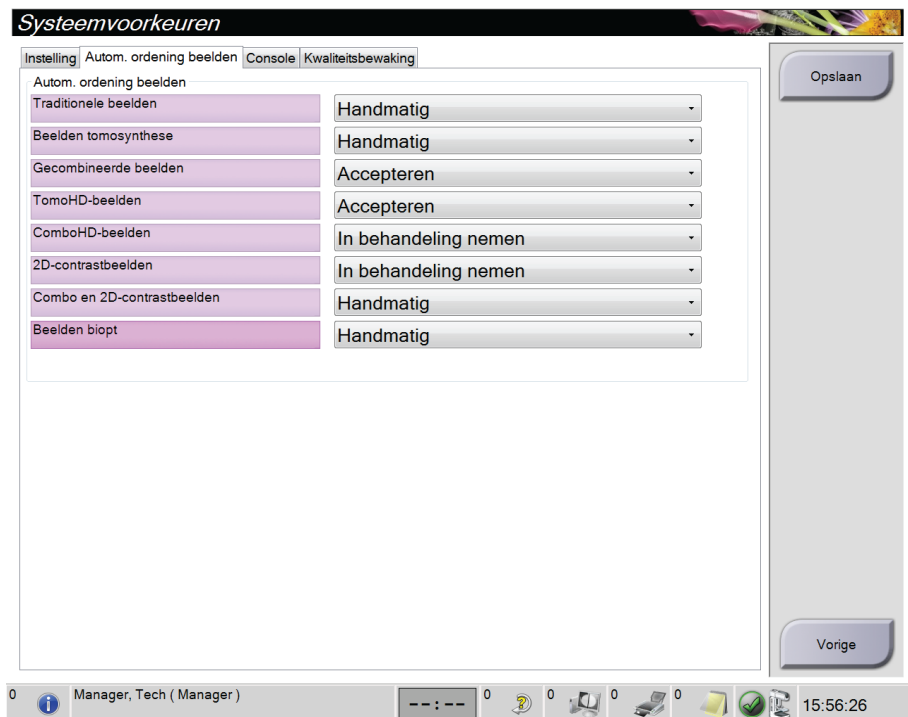 Systeemvoorkeuren
Instelling Autom. ordening beelden Console Kwaliteitsbewaking
Opslaan
Autom. ordening beelden
Traditionele beelden Handmatig
Beelden tomosynthese Handmatig
Gecombineerde beelden Accepteren
TomoHD-beelden Accepteren
ComboHD-beelden In behandeling nemen
2D-contrastbeelden In behandeling nemen
Combo en 2D-contrastbeelden Handmatig
Beelden biopt Handmatig
Vorige
0 Manager, Tech ( Manager ) --:-- 0 0 0 0 15:56:26